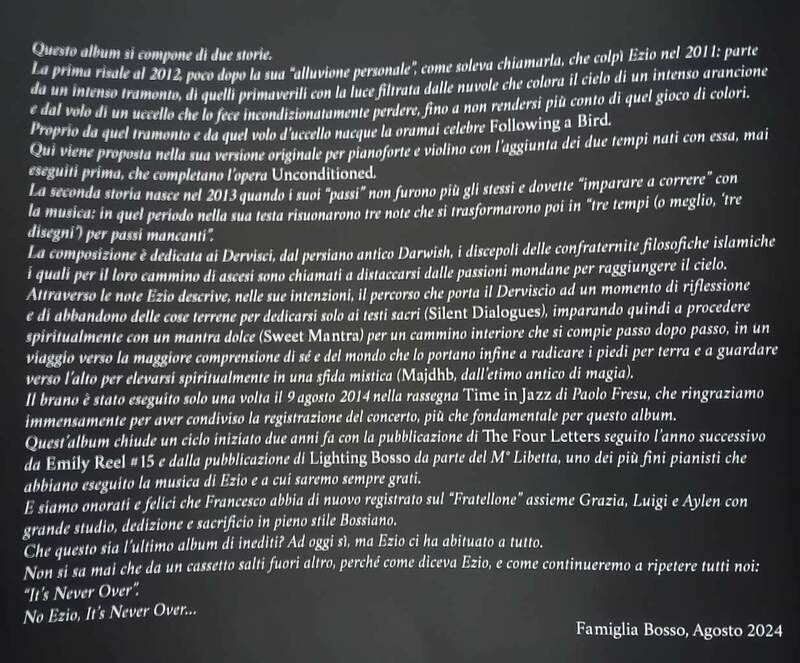 Questo album si compone di due storie.
La prima risale al 2012, poco dopo la sua "alluvione personale", come soleva chiamarla, che colpì Ezio nel 2011: parte
da un intenso tramonto, di quelli primaverili con la luce filtrata dalle nuvole che colora il cielo di un intenso arancione
e dal volo di un uccello che lo fece incondizionatamente perdere, fino a non rendersi più conto di quel gioco di colori.
Proprio da quel tramonto e da quel volo d'uccello nacque la oramai celebre Following a Bird.
Qui viene proposta nella sua versione originale per pianoforte e violino con l'aggiunta dei due tempi nati con essa, mai
eseguiti prima, che completano l'opera Unconditioned.
La seconda storia nasce nel 2013 quando i suoi "passi" non furono più gli stessi e dovette "imparare a correre" con
la musica: in quel periodo nella sua testa risuonarono tre note che si trasformarono poi in "tre tempi (o meglio, 'tre
disegni') per passi mancanti".
La composizione è dedicata ai Dervisci, dal persiano antico Darwish, i discepoli delle confraternite filosofiche islamiche
i quali per il loro cammino di ascesi sono chiamati a distaccarsi dalle passioni mondane per raggiungere il cielo.
Attraverso le note Ezio descrive, nelle sue intenzioni, il percorso che porta il Derviscio ad un momento di riflessione
e di abbandono delle cose terrene per dedicarsi solo ai testi sacri (Silent Dialogues), imparando quindi a procedere
spiritualmente con un mantra dolce (Sweet Mantra) per un cammino interiore che si compie passo dopo passo, in un
viaggio verso la maggiore comprensione di sé e del mondo che lo portano infine a radicare i piedi per terra e a guardare
verso l'alto per elevarsi spiritualmente in una sfida mistica (Majdhb, dall'etimo antico di magia).
Il brano è stato eseguito solo una volta il 9 agosto 2014 nella rassegna Time in Jazz di Paolo Fresu, che ringraziamo
immensamente per aver condiviso la registrazione del concerto, più che fondamentale per questo album.
Quest'album chiude un ciclo iniziato due anni fa con la pubblicazione di The Four Letters seguito l'anno successivo
da Emily Reel #15 e dalla pubblicazione di Lighting Bosso da parte del M° Libetta, uno dei più fini pianisti che
abbiano eseguito la musica di Ezio e a cui saremo sempre grati.
E siamo onorati e felici che Francesco abbia di nuovo registrato sul "Fratellone" assieme Grazia, Luigi e Aylen con
grande studio, dedizione e sacrificio in pieno stile Bossiano.
Che questo sia l'ultimo album di inediti? Ad oggi sì, ma Ezio ci ha abituato a tutto.
Non si sa mai che da un cassetto salti fuori altro, perché come diceva Ezio, e come continueremo a ripetere tutti noi:
"It's Never Over".
No Ezio, It's Never Over...
Famiglia Bosso, Agosto 2024